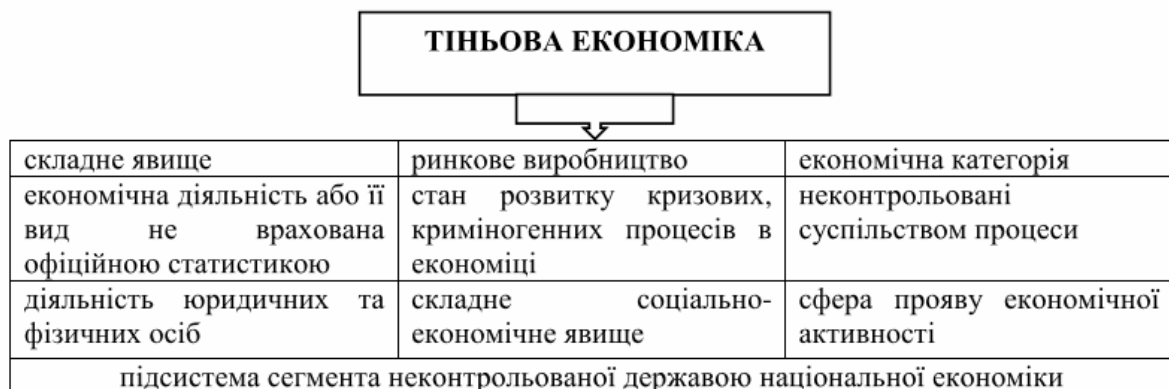 ТІНЬОВА ЕКОНОМІКА
складне явище
ринкове виробництво
економічна категорія
економічна діяльність або її
вид не врахована
офіційною статистикою
стан розвитку кризових,
криміногенних процесів в
економіці
неконтрольовані
суспільством процеси
діяльність юридичних та
фізичних осіб
складне соціально-
економічне явище
сфера прояву економічної
активності
підсистема сегмента неконтрольованої державою національної економіки